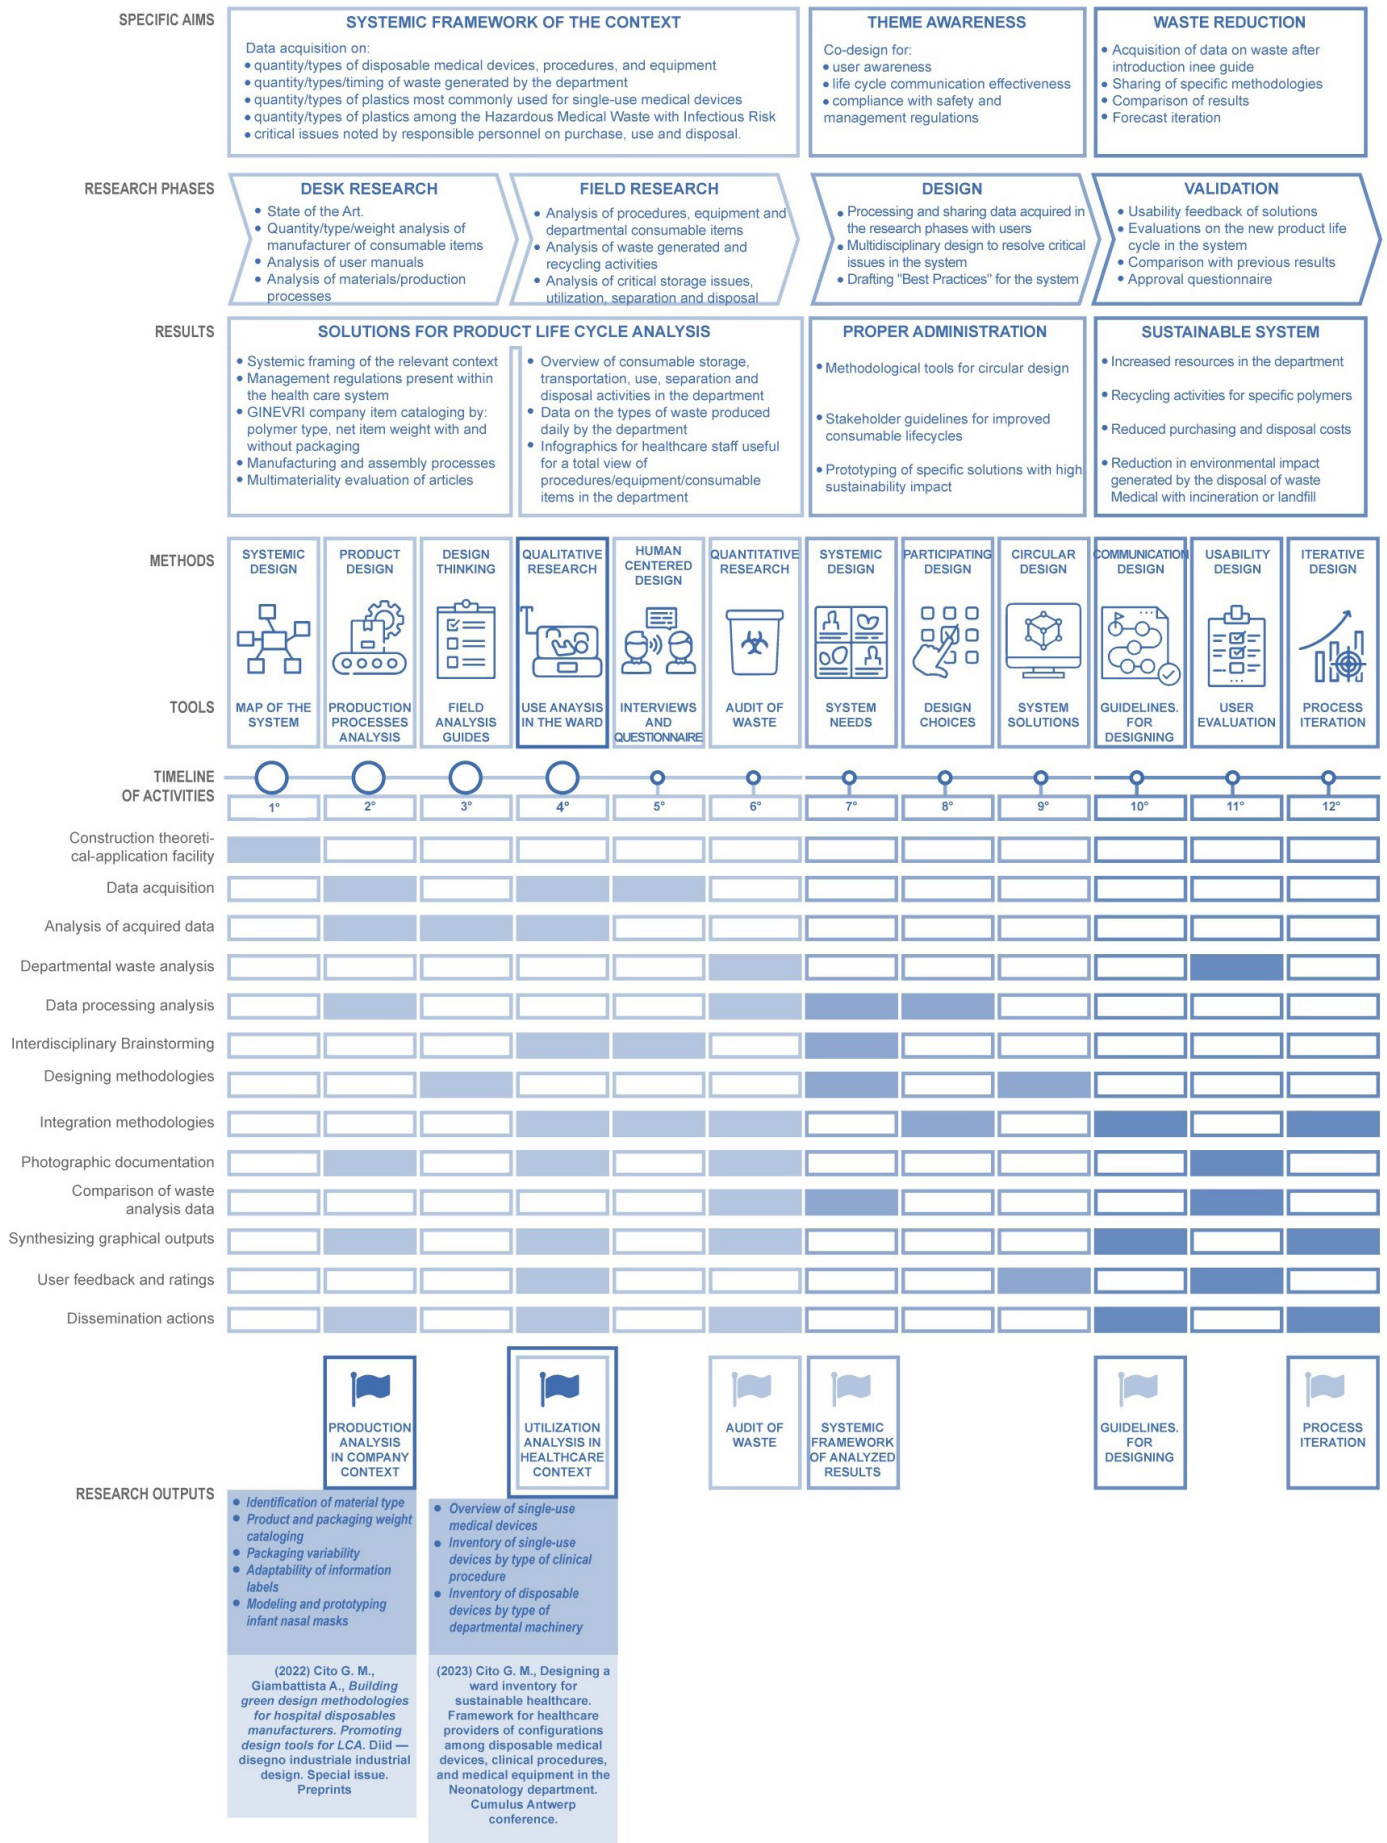 SPECIFIC AIMS
SYSTEMIC FRAMEWORK OF THE CONTEXT
Data acquisition on:
• quantity/types of disposable medical devices, procedures, and equipment
• quantity/types/timing of waste generated by the department
• quantity/types of plastics most commonly used for single-use medical devices
• quantity/types of plastics among the Hazardous Medical Waste with Infectious Risk
• critical issues noted by responsible personnel on purchase, use and disposal.
THEME AWARENESS
Co-design for:
• user awareness
• life cycle communication effectiveness
• compliance with safety and
management regulations
WASTE REDUCTION
• Acquisition of data on waste after
introduction inee guide
• Sharing of specific methodologies
• Comparison of results
• Forecast iteration
RESEARCH PHASES
DESK RESEARCH
• State of the Art.
• Quantity/type/weight analysis of
manufacturer of consumable items
• Analysis of user manuals
• Analysis of materials/production
processes
FIELD RESEARCH
• Analysis of procedures, equipment and
departmental consumable items
• Analysis of waste generated and
recycling activities
• Analysis of critical storage issues,
utilization, separation and disposal
DESIGN
• Processing and sharing data acquired in
the research phases with users
• Multidisciplinary design to resolve critical
issues in the system
• Drafting "Best Practices" for the system
VALIDATION
• Usability feedback of solutions
• Evaluations on the new product life
cycle in the system
• Comparison with previous results
• Approval questionnaire
RESULTS
SOLUTIONS FOR PRODUCT LIFE CYCLE ANALYSIS
• Systemic framing of the relevant context
• Management regulations present within
the health care system
• GINEVRI company item cataloging by:
polymer type, net item weight with and
without packaging
• Manufacturing and assembly processes
• Multimateriality evaluation of articles
• Overview of consumable storage,
transportation, use, separation and
disposal activities in the department
• Data on the types of waste produced
daily by the department
• Infographics for healthcare staff useful
for a total view of
procedures/equipment/consumable
items in the department
PROPER ADMINISTRATION
• Methodological tools for circular design
• Stakeholder guidelines for improved
consumable lifecycles
• Prototyping of specific solutions with high
sustainability impact
SUSTAINABLE SYSTEM
• Increased resources in the department
• Recycling activities for specific polymers
• Reduced purchasing and disposal costs
• Reduction in environmental impact
generated by the disposal of waste
Medical with incineration or landfill
METHODS
SYSTEMIC
DESIGN
PRODUCT
DESIGN
DESIGN
THINKING
QUALITATIVE
RESEARCH
HUMAN
CENTERED
DESIGN
QUANTITATIVE
RESEARCH
SYSTEMIC
DESIGN
PARTICIPATING
DESIGN
CIRCULAR
DESIGN
COMMUNICATION
DESIGN
USABILITY
DESIGN
ITERATIVE
DESIGN
TOOLS
MAP OF THE
SYSTEM
PRODUCTION
PROCESSES
ANALYSIS
FIELD
ANALYSIS
GUIDES
USE ANAYSIS
IN THE WARD
INTERVIEWS
AND
QUESTIONNAIRE
AUDIT OF
WASTE
SYSTEM
NEEDS
DESIGN
CHOICES
SYSTEM
SOLUTIONS
GUIDELINES.
FOR
DESIGNING
USER
EVALUATION
PROCESS
ITERATION
TIMELINE
OF ACTIVITIES
1° 2° 3° 4° 5° 6° 7° 8° 9° 10° 11° 12°
Construction theoreti-
cal-application facility
Data acquisition
Analysis of acquired data
Departmental waste analysis
Data processing analysis
Interdisciplinary Brainstorming
Designing methodologies
Integration methodologies
Photographic documentation
Comparison of waste
analysis data
Synthesizing graphical outputs
User feedback and ratings
Dissemination actions
PRODUCTION
ANALYSIS
IN COMPANY
CONTEXT
UTILIZATION
ANALYSIS IN
HEALTHCARE
CONTEXT
AUDIT OF
WASTE
SYSTEMIC
FRAMEWORK
OF ANALYZED
RESULTS
GUIDELINES.
FOR
DESIGNING
PROCESS
ITERATION
RESEARCH OUTPUTS
• Identification of material type
• Product and packaging weight
cataloging
• Packaging variability
• Adaptability of information
labels
• Modeling and prototyping
infant nasal masks
• Overview of single-use
medical devices
• Inventory of single-use
devices by type of clinical
procedure
• Inventory of disposable
devices by type of
departmental machinery
(2022) Cito G. M.,
Giambattista A., Building
green design methodologies
for hospital disposables
manufacturers. Promoting
design tools for LCA. Diid —
disegno industriale industrial
design. Special issue.
Preprints
(2023) Cito G. M., Designing a
ward inventory for
sustainable healthcare.
Framework for healthcare
providers of configurations
among disposable medical
devices, clinical procedures,
and medical equipment in the
Neonatology department.
Cumulus Antwerp
conference.